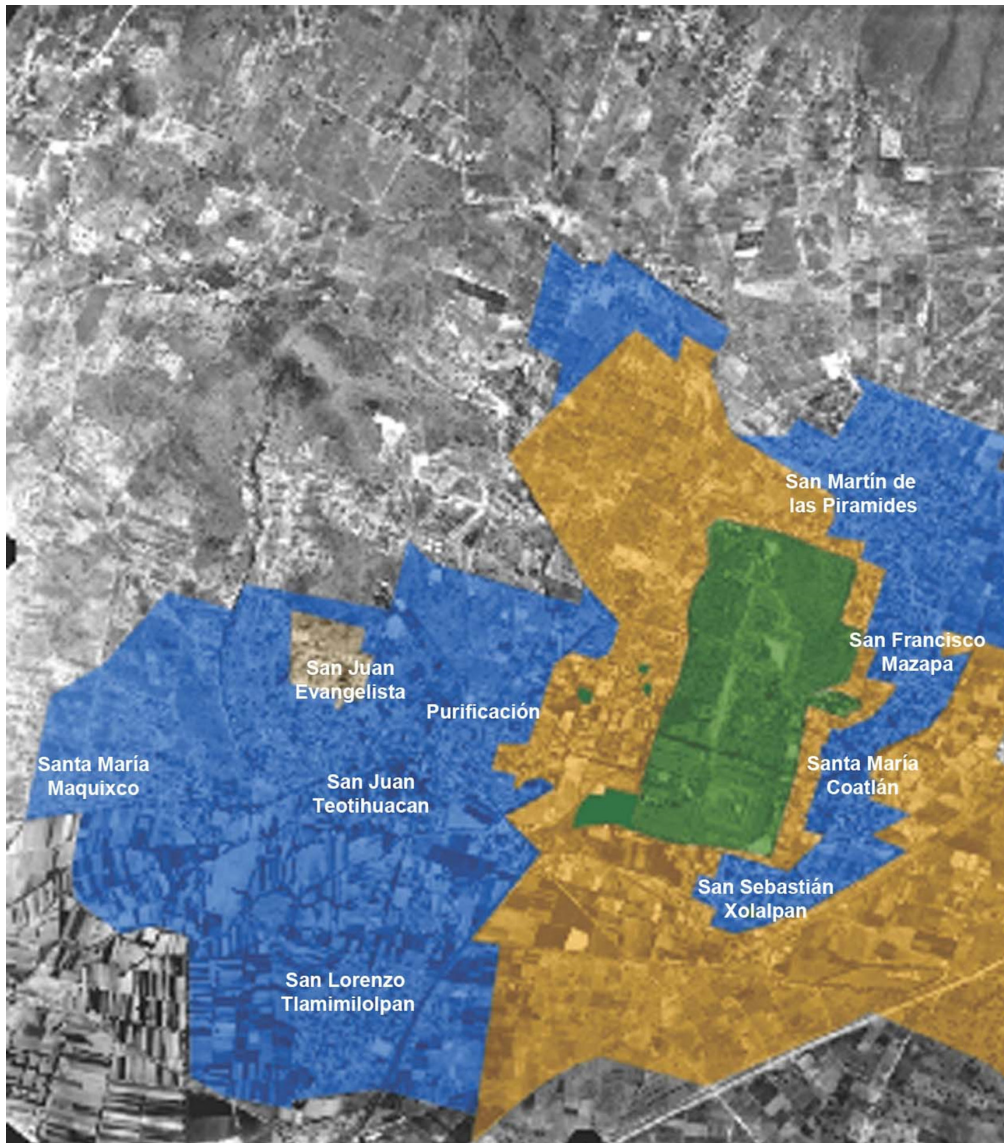 San Martín de
las Piramides
San Francisco
Mazapa
San Juan
Evangelista
Purificación
Santa María
Maquixco
San Juan
Teotihuacan
Santa María
Coatlán
San Sebastián
Xolalpan
San Lorenzo
Tlamimilolpan